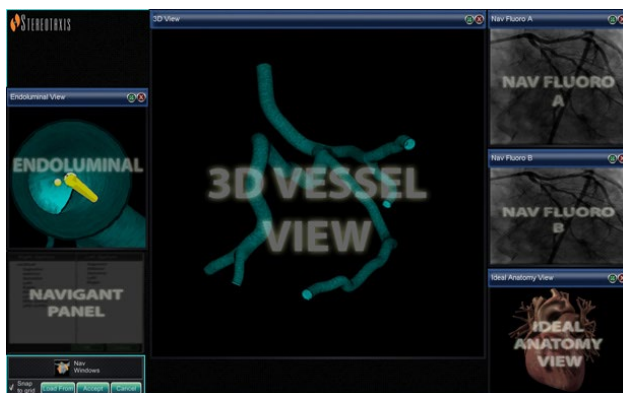 STEREOTAXIS
3D View
Nav Fluoro A
NAV FLUORO
A
Endoluminal View
ENDOLUMINAL
3D VESSEL
VIEW
Nav Fluoro B
NAV FLUORO
B
NAVIGANT
PANEL
Ideal Anatomy View
IDEAL
ANATOMY
VIEW
Nav
Windows
Snap
to grid
Load From
Accept
Cancel